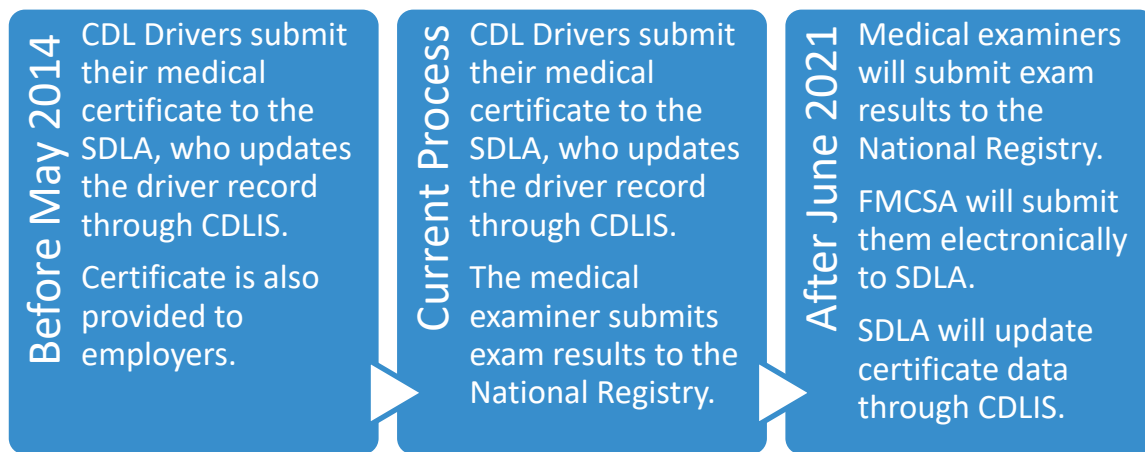 Before May 2014
CDL Drivers submit
their medical
certificate to the
SDLA, who updates
the driver record
through CDLIS.
Certificate is also
provided to
employers.
Current Process
CDL Drivers submit
their medical
certificate to the
SDLA, who updates
the driver record
through CDLIS.
The medical
examiner submits
exam results to the
National Registry.
After June 2021
Medical examiners
will submit exam
results to the
National Registry.
FMCSA will submit
them electronically
to SDLA.
SDLA will update
certificate data
through CDLIS.